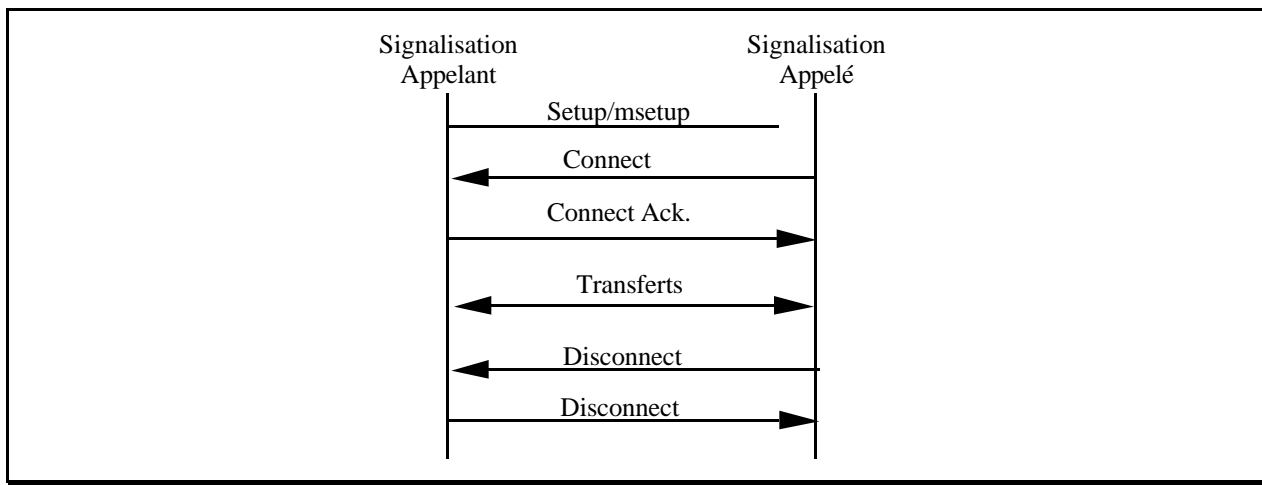 Signalisation
Appelant
Signalisation
Appelé
Setup/msetup
Connect
Connect Ack.
Transferts
Disconnect
Disconnect